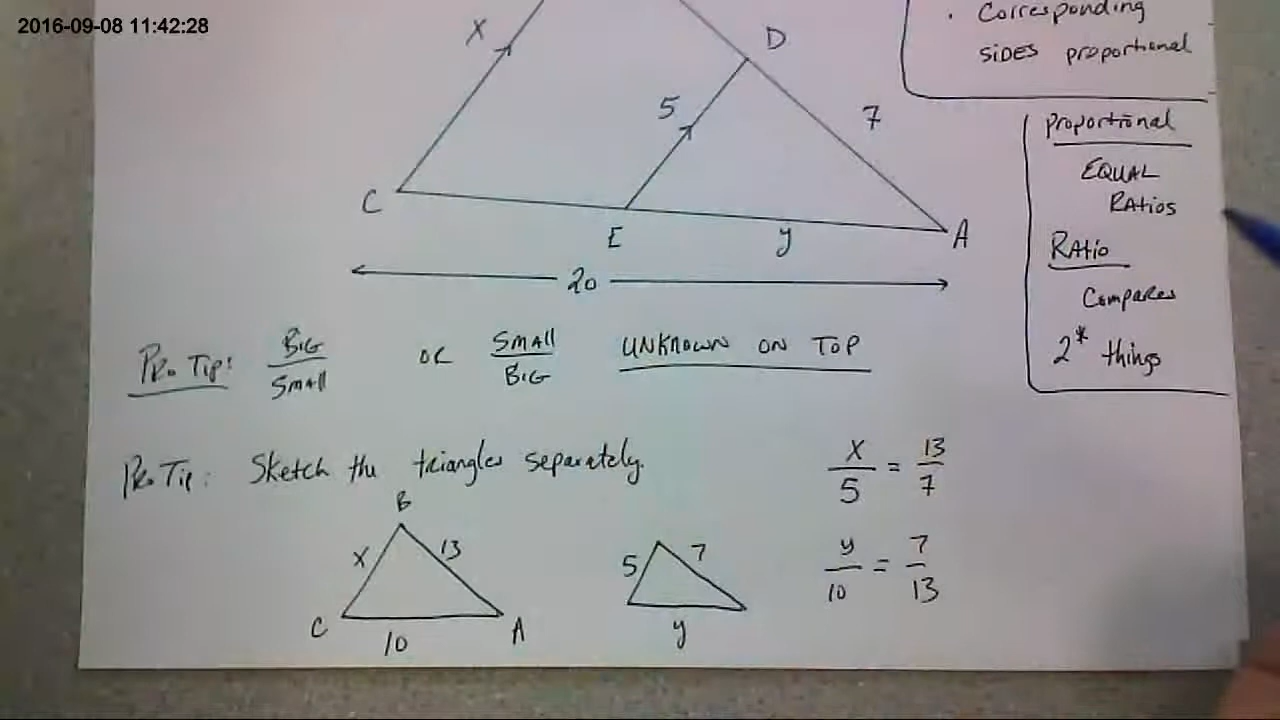 2016-09-08 11:42:28
X
D
5
7
C
E
y
A
20
. Corresponding
SIDES proportional
Proportional
EQUAL
RAtios
RAtio
Compares
2* things
PRO TIP: BIG/SMALL OR SMALL/BIG UNKNOWN ON TOP
PRO TIP: Sketch the triangles separately.
B
X 13
C 10 A
5 7
y
X/5 = 13/7
y/10 = 7/13